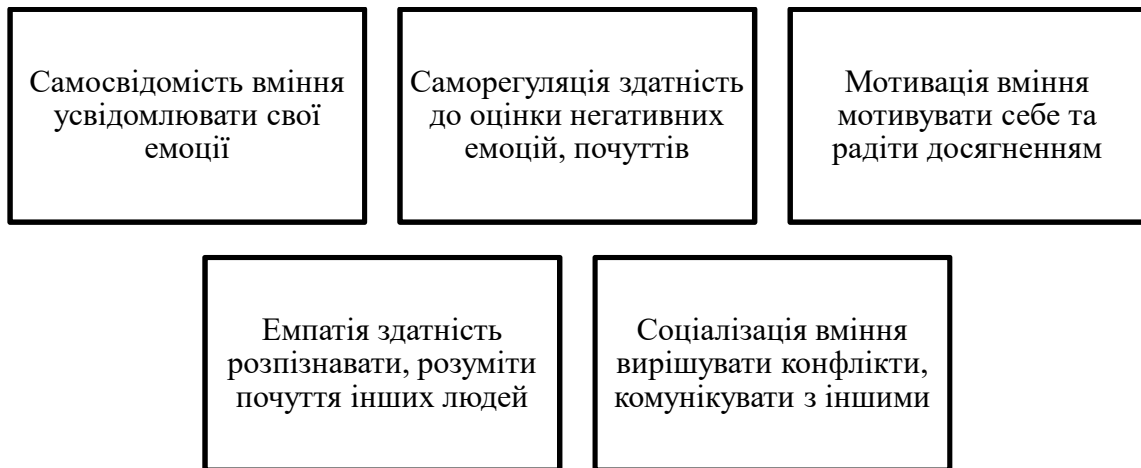 Самосвідомість вміння
усвідомлювати свої
емоції
Саморегуляція здатність
до оцінки негативних
емоцій, почуттів
Мотивація вміння
мотивувати себе та
радіти досягненням
Емпатія здатність
розпізнавати, розуміти
почуття інших людей
Соціалізація вміння
вирішувати конфлікти,
комунікувати з іншими